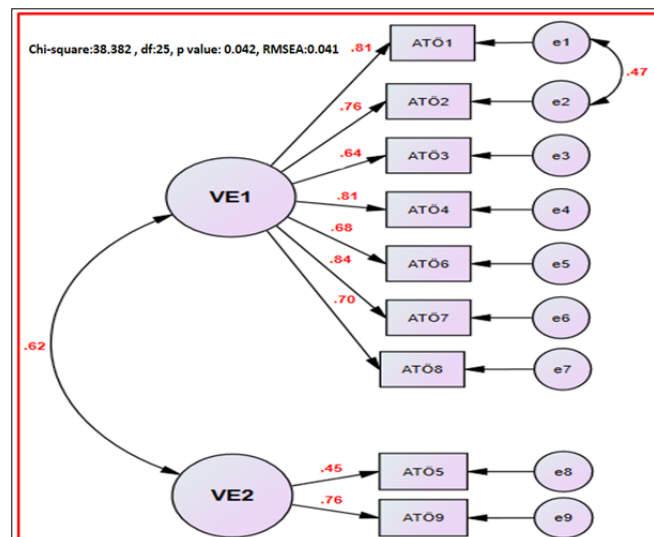 Chi-square:38.382 , df:25, p value: 0.042, RMSEA:0.041
.81 ATÖ1 e1
.47
.76 ATÖ2 e2
.64 ATÖ3 e3
VE1
.81 ATÖ4 e4
.68 ATÖ6 e5
.84 ATÖ7 e6
.70 ATÖ8 e7
.62
.45 ATÖ5 e8
VE2
.76 ATÖ9 e9